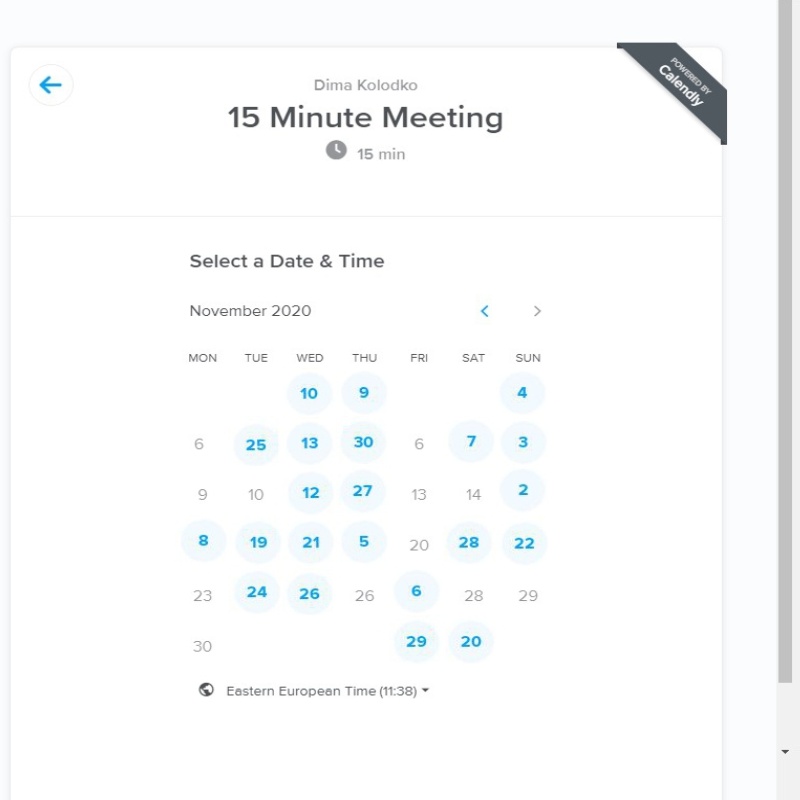 POWERED BY
Calendly
Dima Kolodko
15 Minute Meeting
15 min
Select a Date & Time
November 2020
MON TUE WED THU FRI SAT SUN
10 9 4
6 25 13 30 6 7 3
9 10 12 27 13 14 2
8 19 21 5 20 28 22
23 24 26 26 6 28 29
30 29 20
Eastern European Time (11:38)